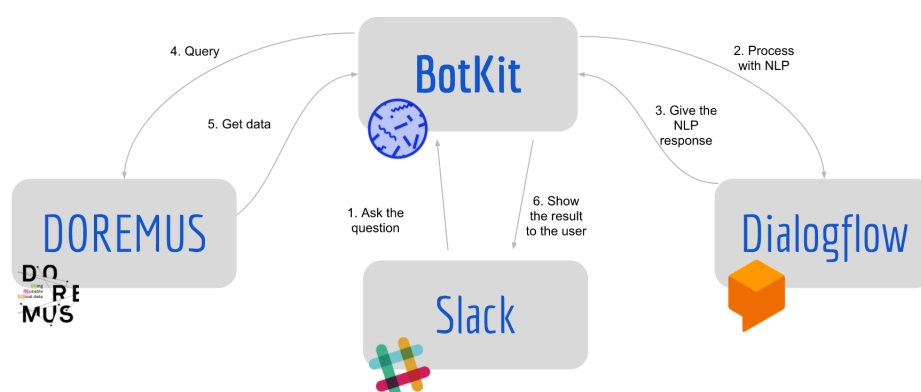 4. Query
BotKit
2. Process
with NLP
5. Get data
3. Give the
NLP
response
DOREMUS
1. Ask the
question
6. Show
the result
to the user
Dialogflow
DO
RE
MUS
Slack